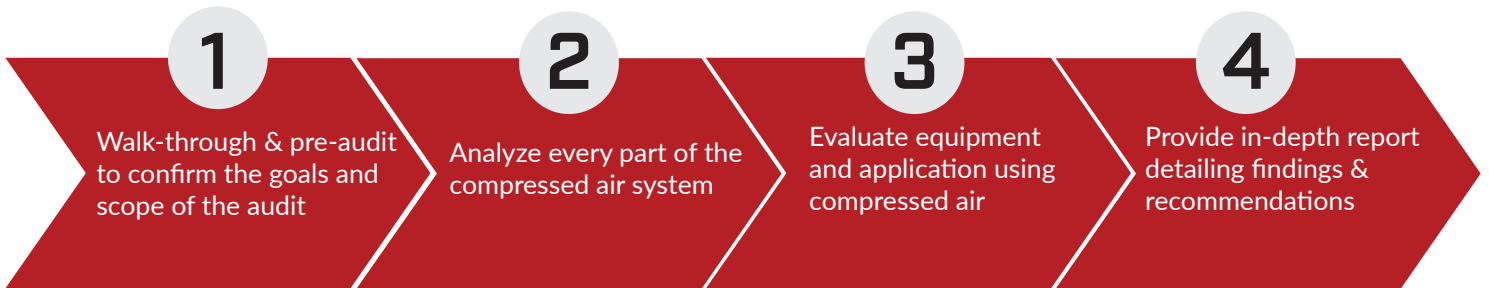 1
Walk-through & pre-audit
to confirm the goals and
scope of the audit
2
Analyze every part of the
compressed air system
3
Evaluate equipment
and application using
compressed air
4
Provide in-depth report
detailing findings &
recommendations